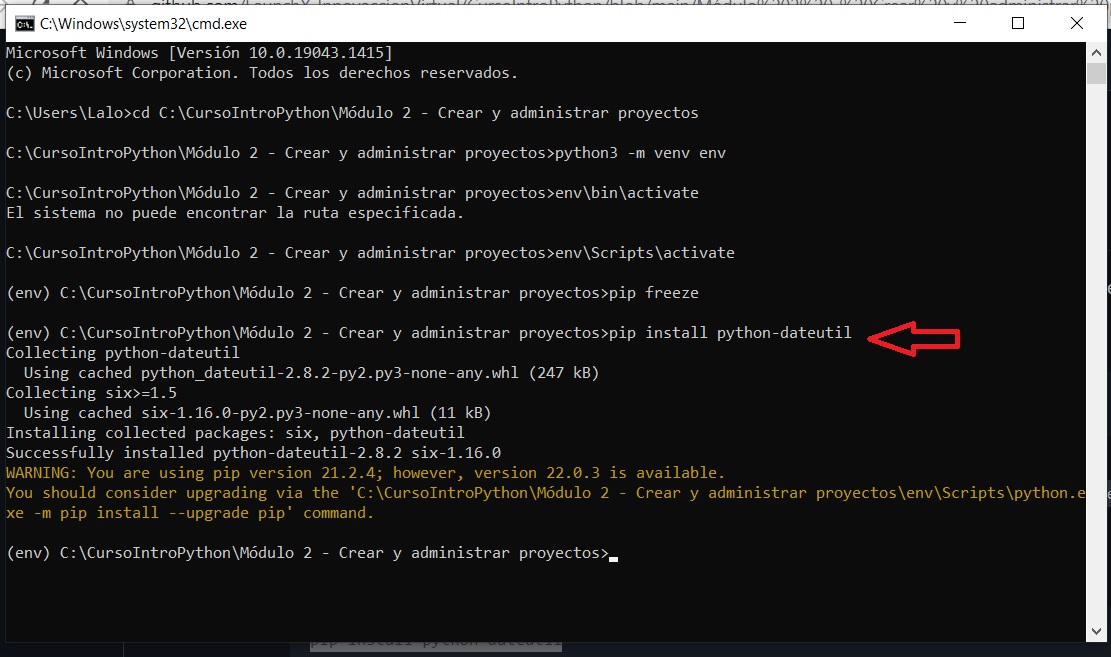 C:\Windows\system32\cmd.exe
Microsoft Windows [Versión 10.0.19043.1415]
(c) Microsoft Corporation. Todos los derechos reservados.
C:\Users\Lalo>cd C:\CursoIntroPython\Módulo 2 - Crear y administrar proyectos
C:\CursoIntroPython\Módulo 2 - Crear y administrar proyectos>python3 -m venv env
C:\CursoIntroPython\Módulo 2 - Crear y administrar proyectos>env\bin\activate
El sistema no puede encontrar la ruta especificada.
C:\CursoIntroPython\Módulo 2 - Crear y administrar proyectos>env\Scripts\activate
(env) C:\CursoIntroPython\Módulo 2 - Crear y administrar proyectos>pip freeze
(env) C:\CursoIntroPython\Módulo 2 - Crear y administrar proyectos>pip install python-dateutil
Collecting python-dateutil
  Using cached python_dateutil-2.8.2-py2.py3-none-any.whl (247 kB)
Collecting six>=1.5
  Using cached six-1.16.0-py2.py3-none-any.whl (11 kB)
Installing collected packages: six, python-dateutil
Successfully installed python-dateutil-2.8.2 six-1.16.0
WARNING: You are using pip version 21.2.4; however, version 22.0.3 is available.
You should consider upgrading via the 'C:\CursoIntroPython\Módulo 2 - Crear y administrar proyectos\env\Scripts\python.e
xe -m pip install --upgrade pip' command.
(env) C:\CursoIntroPython\Módulo 2 - Crear y administrar proyectos>
pip install python-dateutil